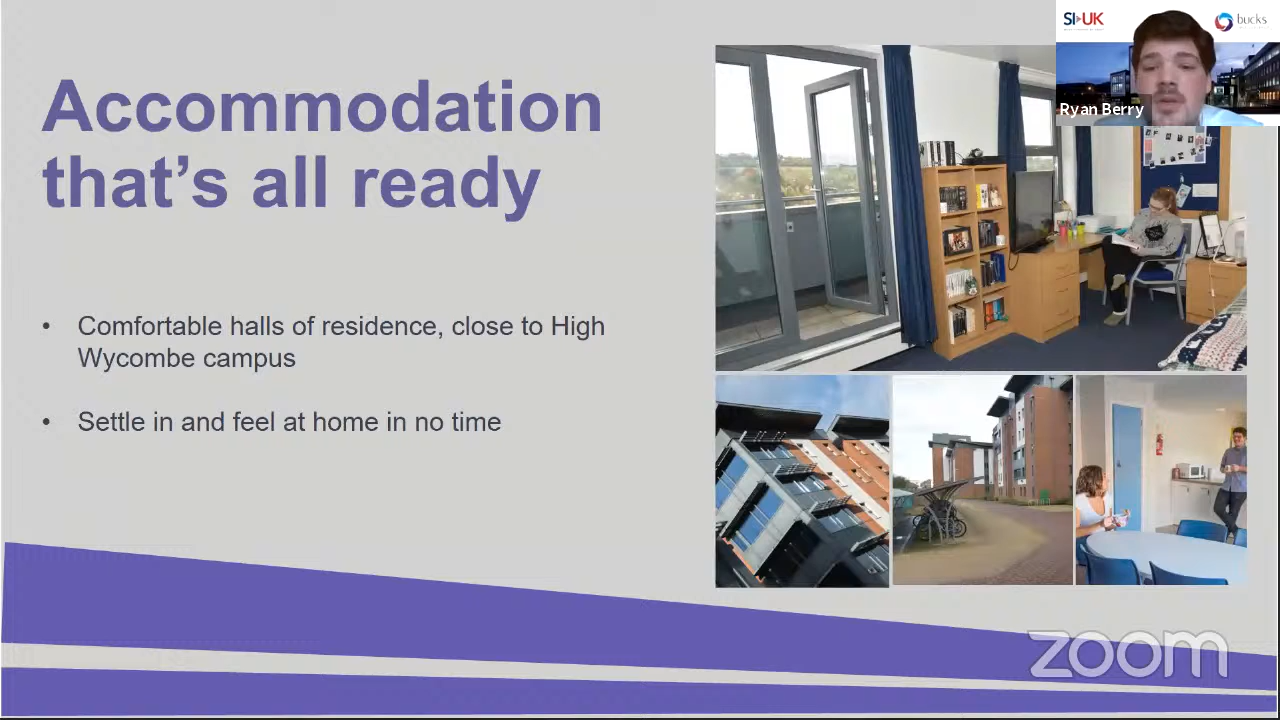 SI-UK
bucks
Ryan Berry
Accommodation
that's all ready
• Comfortable halls of residence, close to High
Wycombe campus
• Settle in and feel at home in no time
zoom